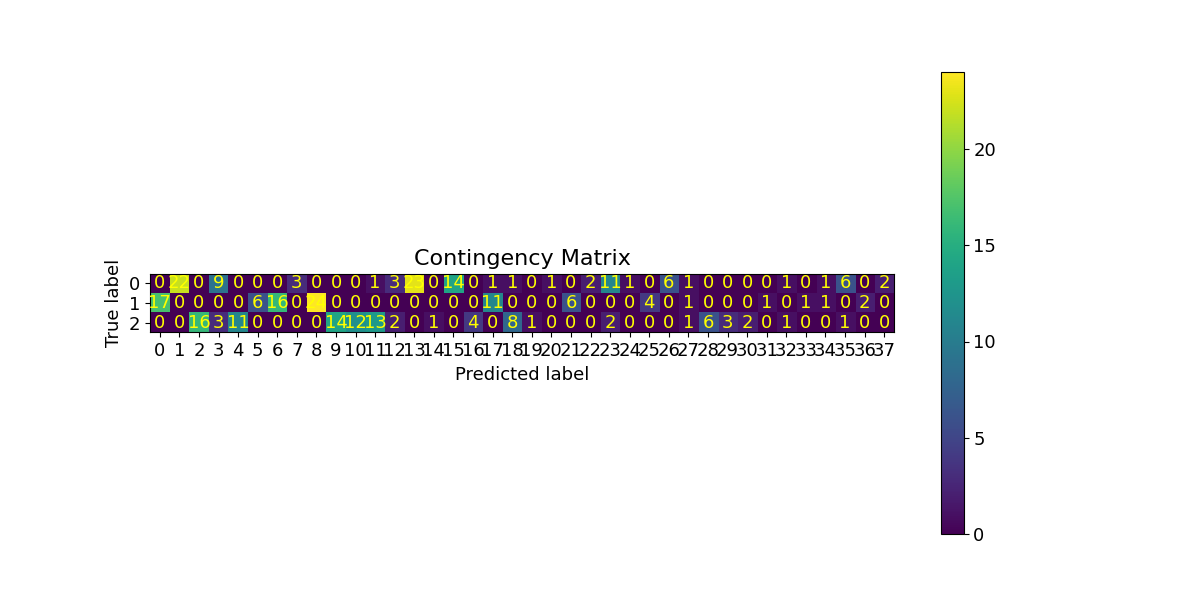 Contingency Matrix
20
15
10
5
0
True label
0 0 22 0 9 0 0 0 3 0 0 0 1 3 23 0 14 0 1 1 0 1 0 2 11 1 0 6 1 0 0 0 0 1 0 1 6 0 2
1 17 0 0 0 0 6 16 0 0 0 0 0 0 0 0 0 11 0 0 0 6 0 0 0 4 0 1 0 0 0 1 0 1 1 0 2 0
2 0 0 16 3 11 0 0 0 0 14 12 13 2 0 1 0 4 0 8 1 0 0 0 2 0 0 0 1 6 3 2 0 1 0 0 1 0 0
0 1 2 3 4 5 6 7 8 9 10 11 12 13 14 15 16 17 18 19 20 21 22 23 24 25 26 27 28 29 30 31 32 33 34 35 36 37
Predicted label